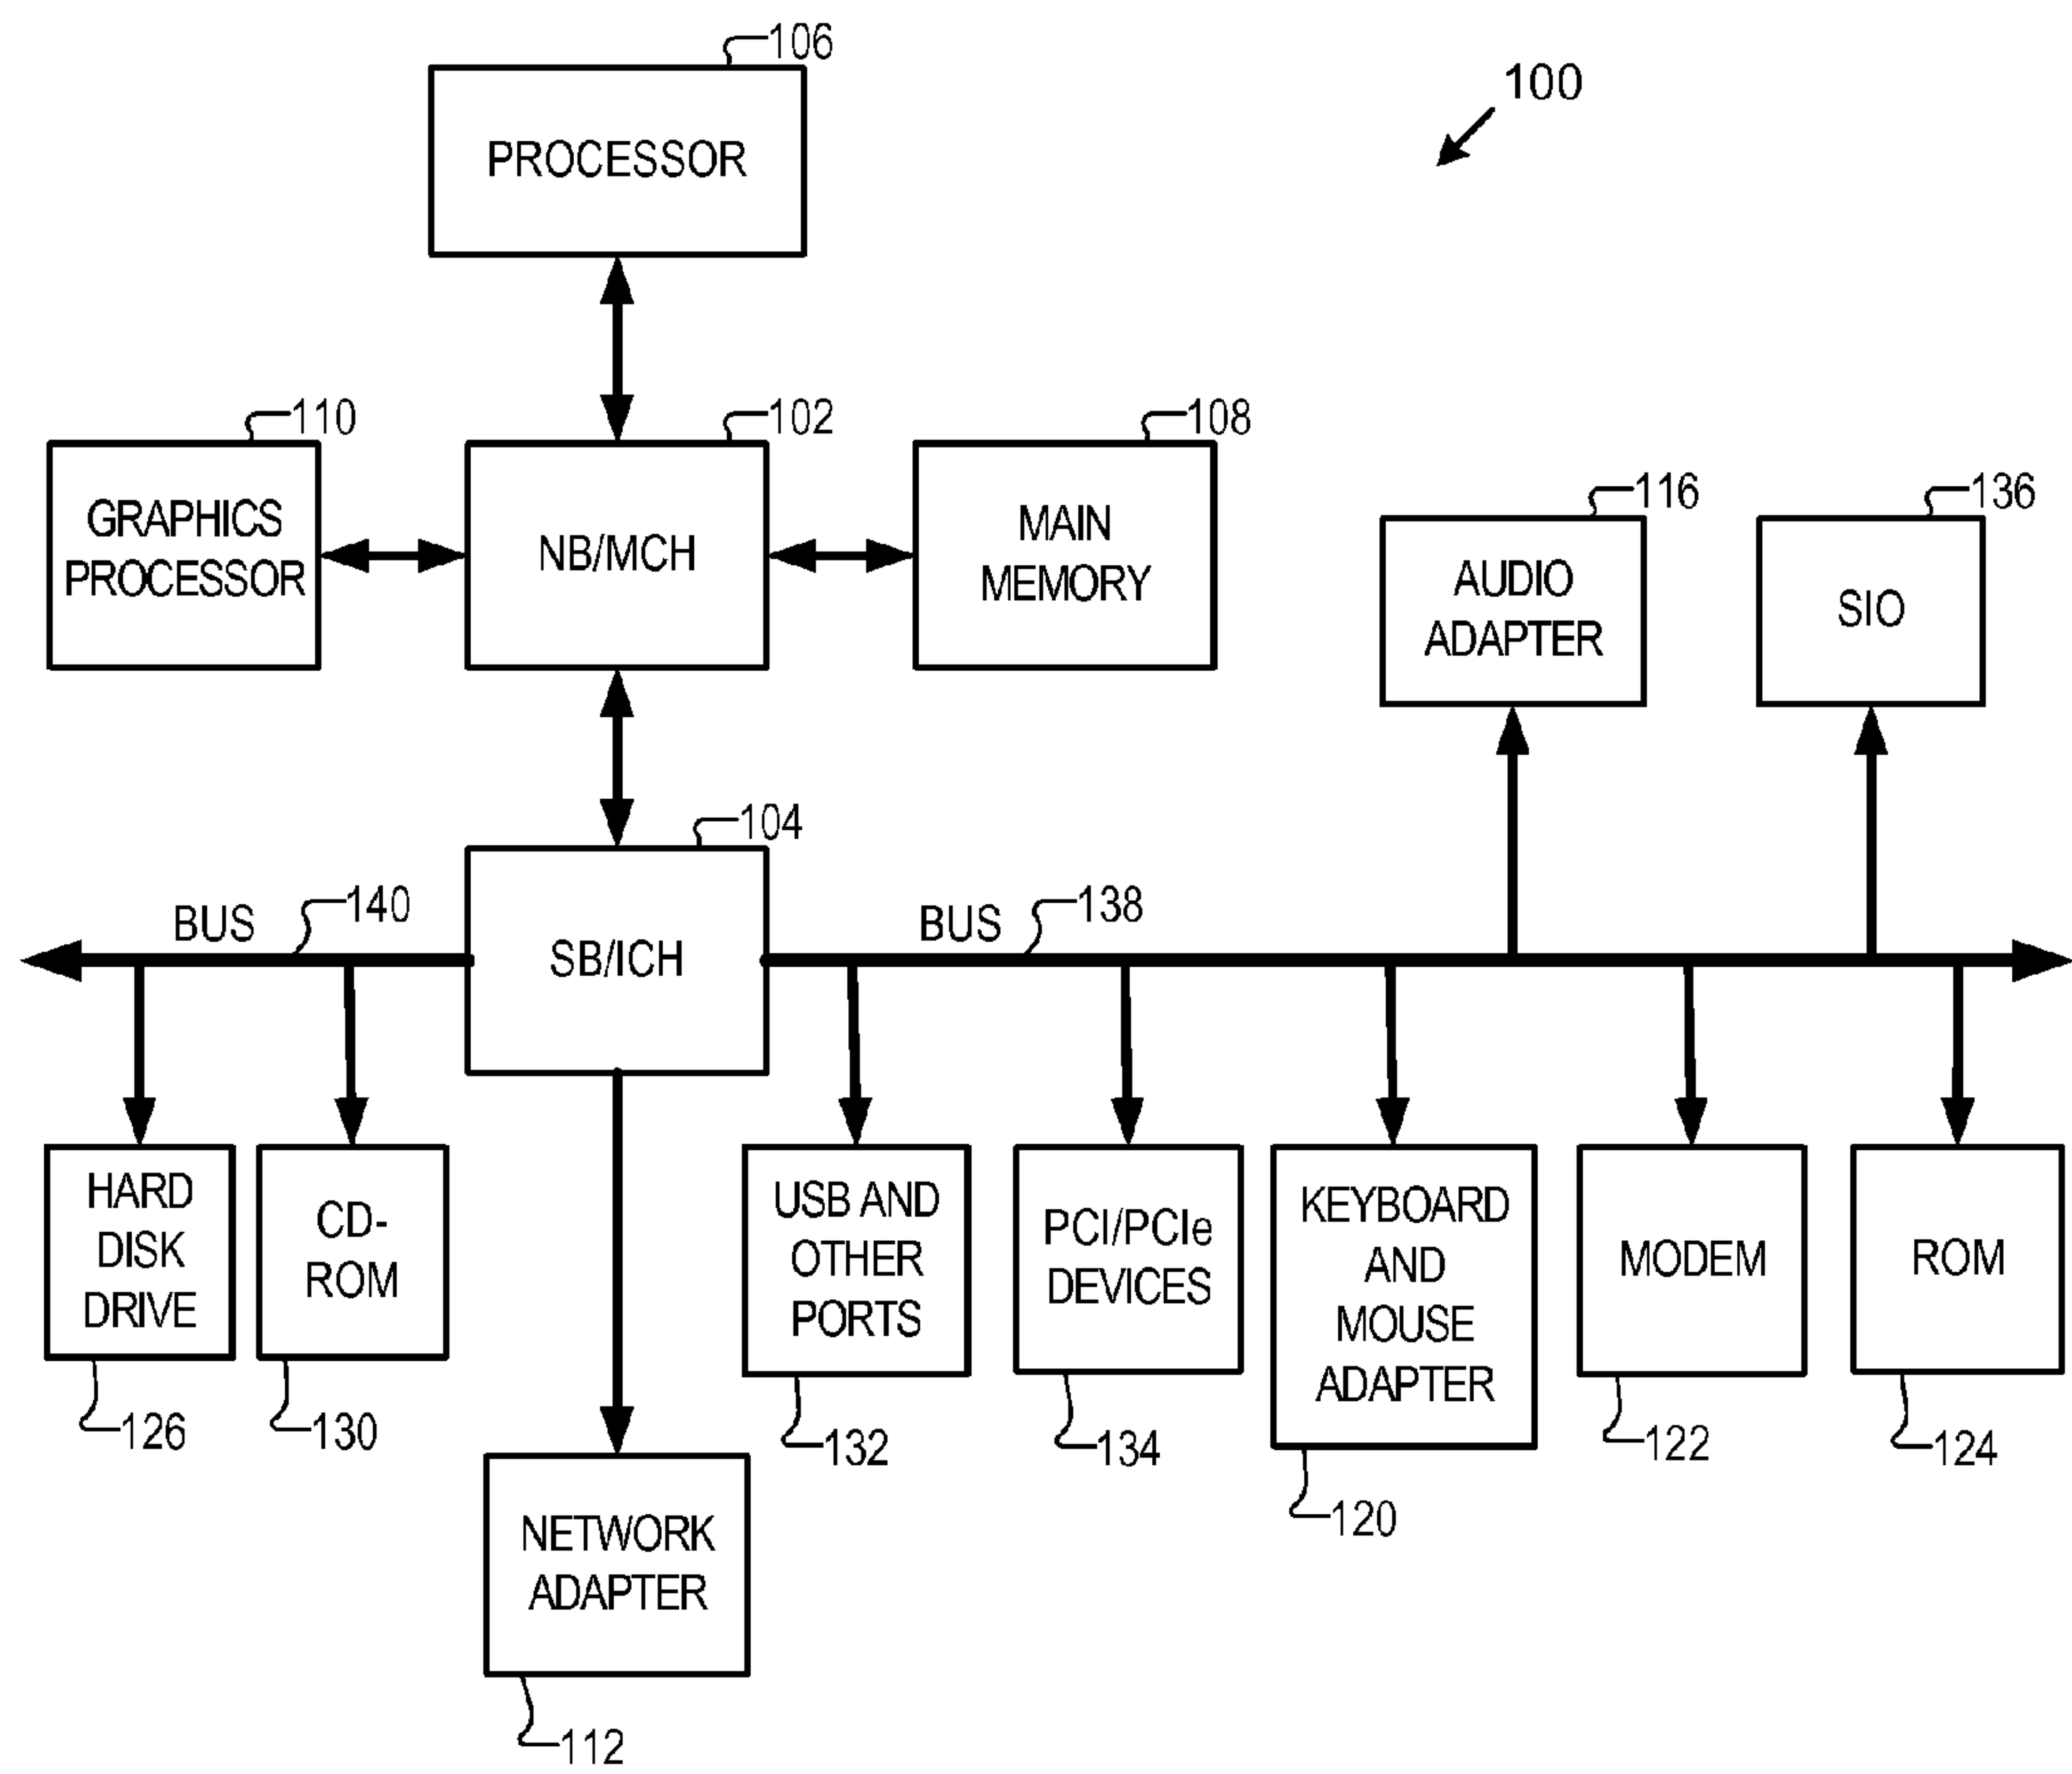 106
100
PROCESSOR
110
102
108
GRAPHICS
PROCESSOR
NB/MCH
MAIN
MEMORY
116
136
AUDIO
ADAPTER
SIO
104
BUS
140
SB/ICH
BUS
138
HARD
DISK
DRIVE
CD-
ROM
USB AND
OTHER
PORTS
PCI/PCIe
DEVICES
KEYBOARD
AND
MOUSE
ADAPTER
MODEM
ROM
126
130
132
134
120
122
124
NETWORK
ADAPTER
112